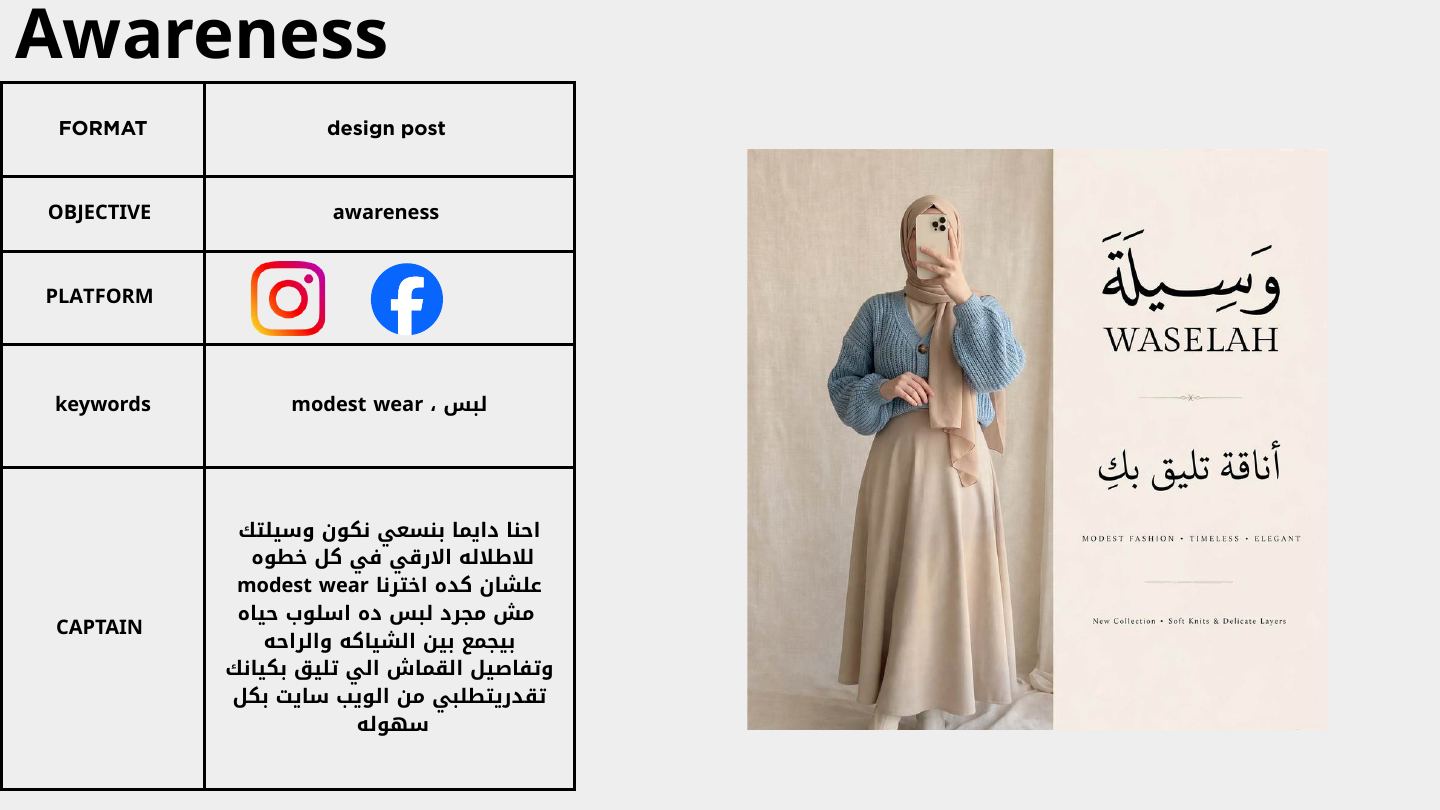 Awareness
FORMAT
design post
OBJECTIVE
awareness
PLATFORM
keywords
لبس ، modest wear
CAPTAIN
احنا دايما بنسعي نكون وسيلتك
للاطلاله الارقي في كل خطوه
علشان كده اخترنا modest wear
مش مجرد لبس ده اسلوب حياه
بيجمع بين الشياكه والراحه
وتفاصيل القماش الي تليق بكيانك
تقدريتطلبي من الويب سايت بكل
سهوله
وَسِيلَةَ
WASELAH
أناقة تليق بكِ
MODEST FASHION • TIMELESS • ELEGANT
New Collection • Soft Knits & Delicate Layers